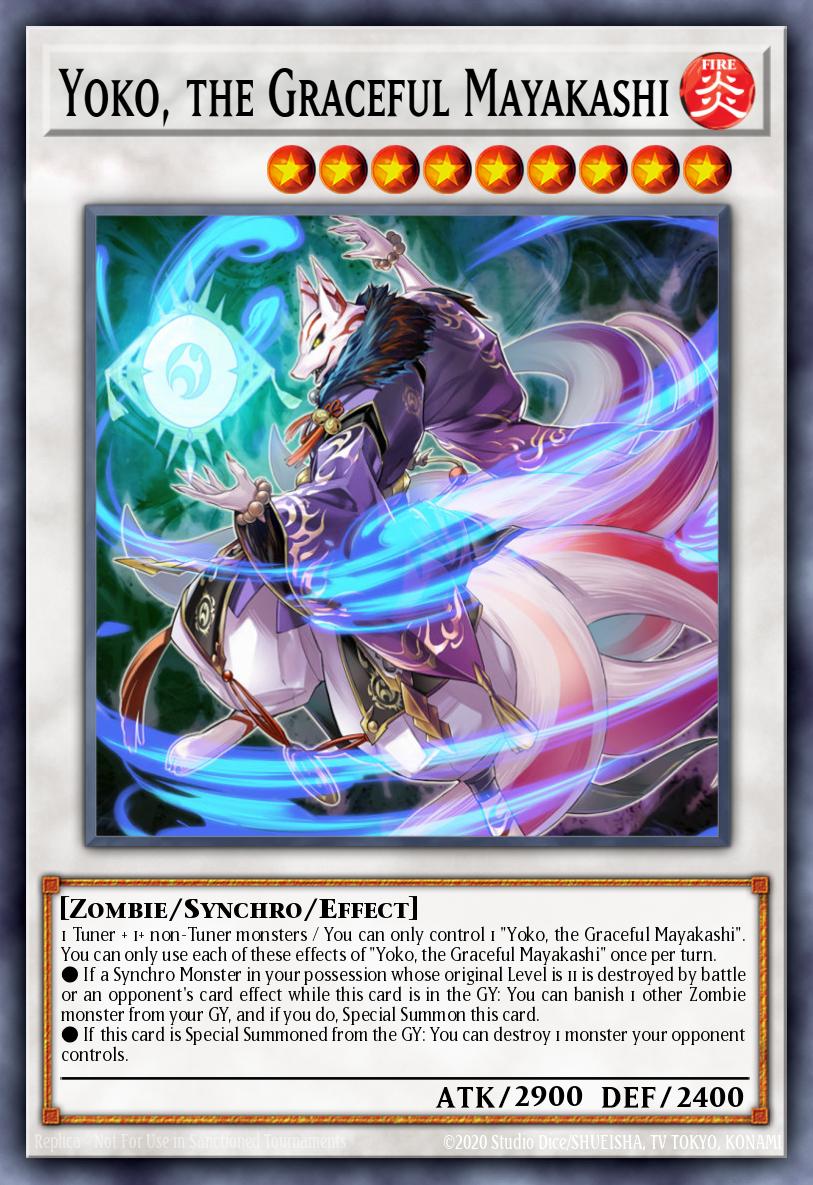 Yoko, the Graceful Mayakashi
FIRE
炎
[Zombie/Synchro/Effect]
1 Tuner + 1+ non-Tuner monsters / You can only control 1 "Yoko, the Graceful Mayakashi".
You can only use each of these effects of "Yoko, the Graceful Mayakashi" once per turn.
● If a Synchro Monster in your possession whose original Level is 11 is destroyed by battle
or an opponent's card effect while this card is in the GY: You can banish 1 other Zombie
monster from your GY, and if you do, Special Summon this card.
● If this card is Special Summoned from the GY: You can destroy 1 monster your opponent
controls.
ATK/2900 DEF/2400
Replica - Not For Use in Sanctioned Tournaments
©2020 Studio Dice/SHUEISHA, TV TOKYO, KONAMI